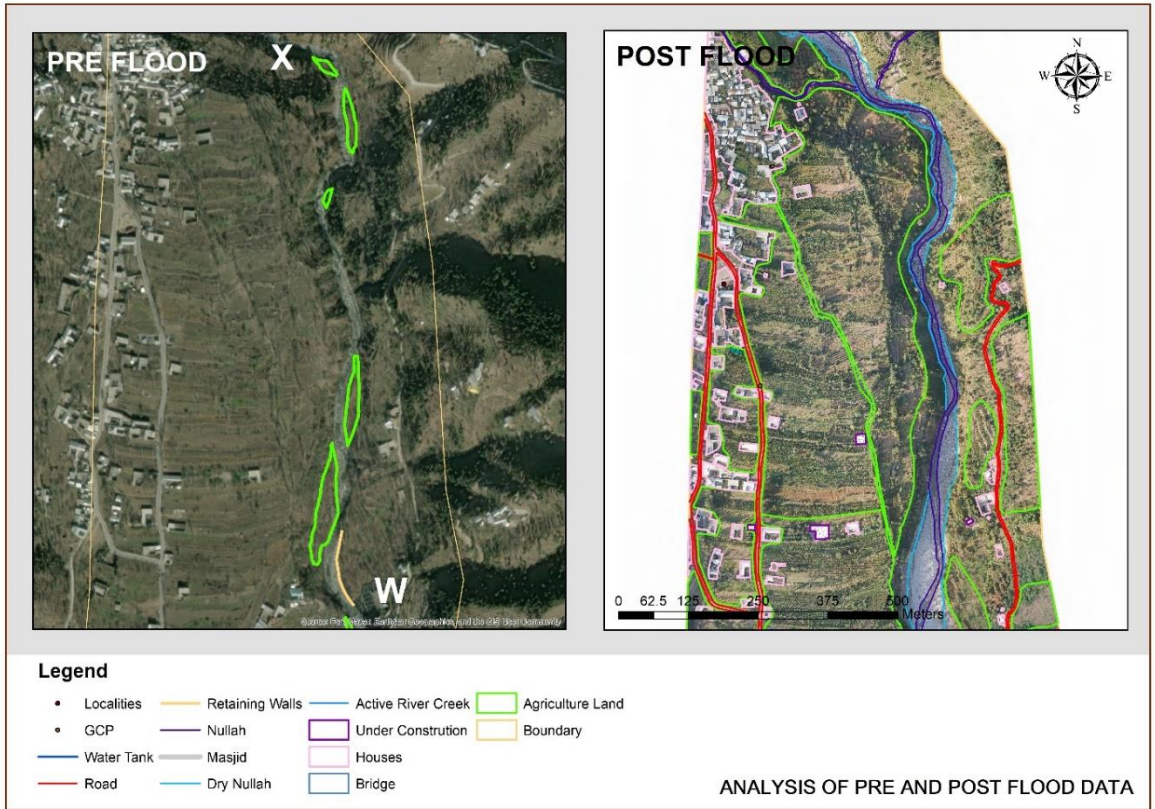 PRE FLOOD
X
W
POST FLOOD
N
W E
S
0 62.5 125 250 375 500
Meters
Legend
Localities
GCP
Water Tank
Road
Retaining Walls
Nullah
Masjid
Dry Nullah
Active River Creek
Under Constrution
Houses
Bridge
Agriculture Land
Boundary
ANALYSIS OF PRE AND POST FLOOD DATA